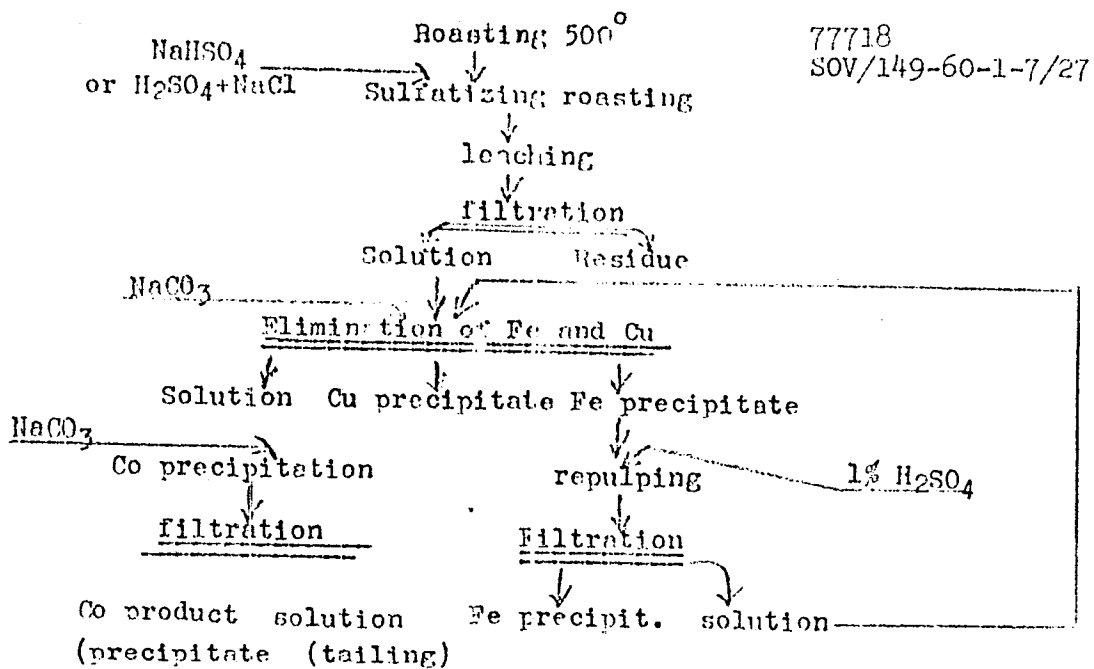 Roasting 500°
77718
SOV/149-60-1-7/27
NaHSO4
or H2SO4+NaCl
Sulfatizing roasting
leaching
filtration
Solution Residue
NaCO3
Elimination of Fe and Cu
Solution Cu precipitate Fe precipitate
NaCO3
Co precipitation
repulping
1% H2SO4
filtration
Filtration
Co product solution Fe precipit. solution
(precipitate (tailing)